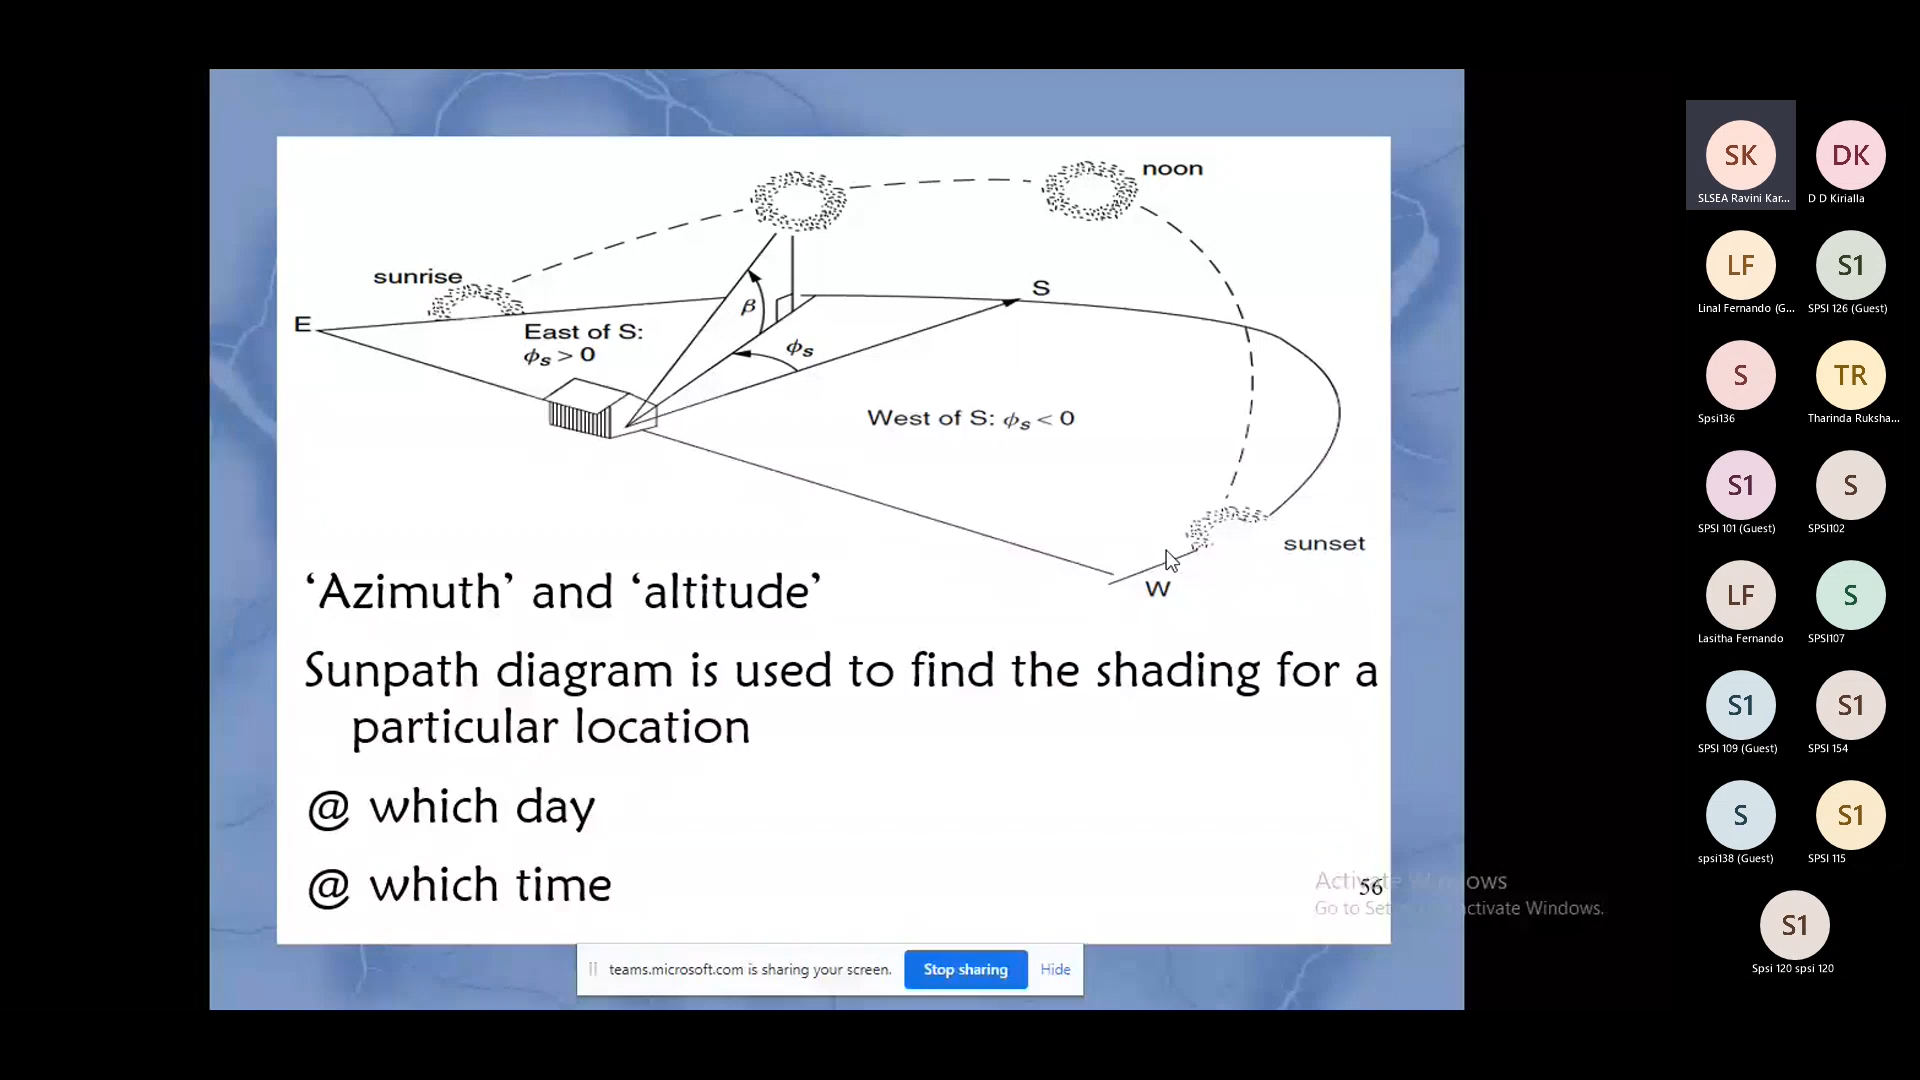 noon
sunrise
S
E
East of S:
ϕs > 0
β
ϕs
West of S: ϕs < 0
sunset
W
‘Azimuth’ and ‘altitude’
Sunpath diagram is used to find the shading for a
particular location
@ which day
@ which time
56
Activate Windows
Go to Set ctivate Windows.
teams.microsoft.com is sharing your screen.
Stop sharing
Hide
SK
SLSEA Ravini Kar...
DK
D D Kirialla
LF
Linal Fernando (G...
S1
SPSI 126 (Guest)
S
Spsi136
TR
Tharinda Ruksha...
S1
SPSI 101 (Guest)
S
SPSI102
LF
Lasitha Fernando
S
SPSI107
S1
SPSI 109 (Guest)
S1
SPSI 154
S
spsi138 (Guest)
S1
SPSI 115
S1
Spsi 120 spsi 120